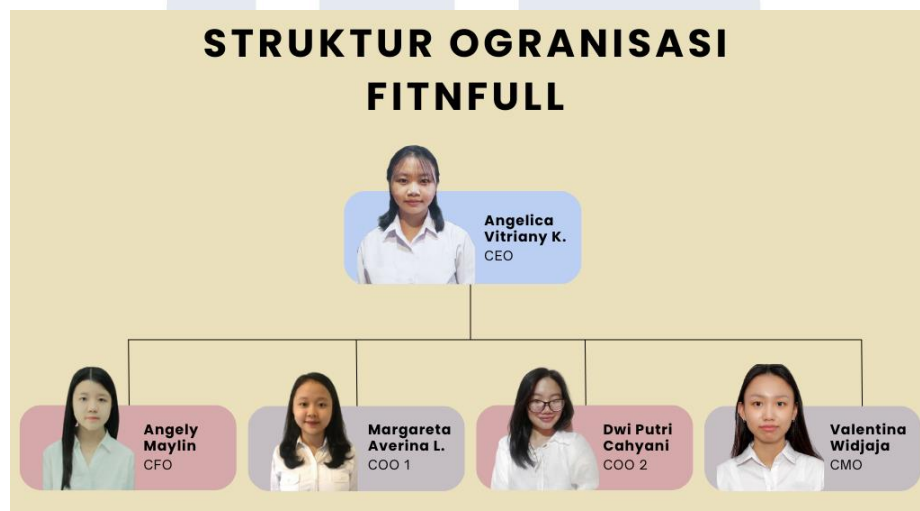 STRUKTUR OGRANISASI
FITNFULL
Angelica
Vitriany K.
CEO
Angely
Maylin
CFO
Margareta
Averina L.
COO 1
Dwi Putri
Cahyani
COO 2
Valentina
Widjaja
CMO